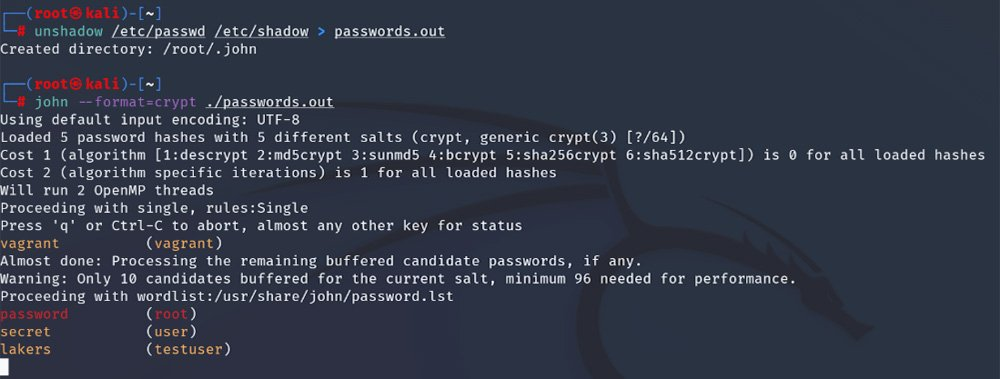 ┌──(root㉿kali)-[~]
└─# unshadow /etc/passwd /etc/shadow > passwords.out
Created directory: /root/.john
┌──(root㉿kali)-[~]
└─# john --format=crypt ./passwords.out
Using default input encoding: UTF-8
Loaded 5 password hashes with 5 different salts (crypt, generic crypt(3) [?/64])
Cost 1 (algorithm [1:descrypt 2:md5crypt 3:sunmd5 4:bcrypt 5:sha256crypt 6:sha512crypt]) is 0 for all loaded hashes
Cost 2 (algorithm specific iterations) is 1 for all loaded hashes
Will run 2 OpenMP threads
Proceeding with single, rules:Single
Press 'q' or Ctrl-C to abort, almost any other key for status
vagrant          (vagrant)
Almost done: Processing the remaining buffered candidate passwords, if any.
Warning: Only 10 candidates buffered for the current salt, minimum 96 needed for performance.
Proceeding with wordlist:/usr/share/john/password.lst
password         (root)
secret           (user)
lakers           (testuser)